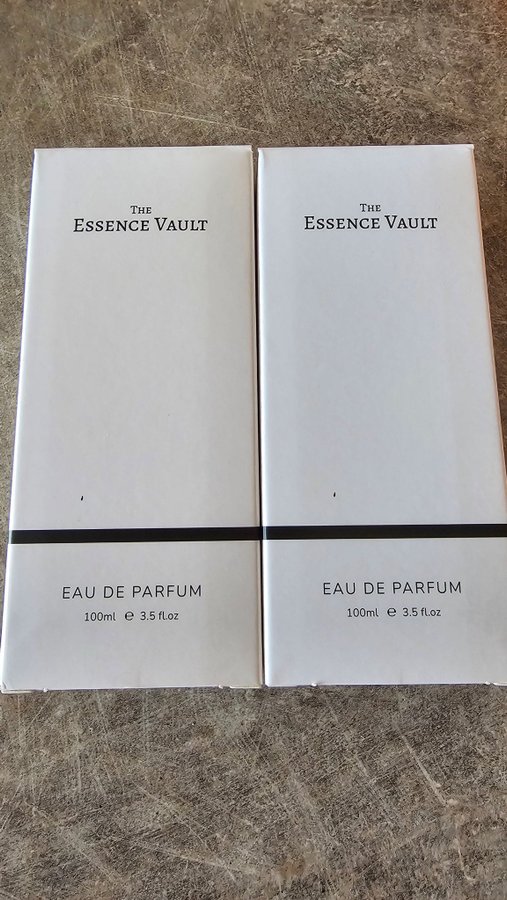 The
Essence Vault
EAU DE PARFUM
100ml ℮ 3.5 fl.oz
The
Essence Vault
EAU DE PARFUM
100ml ℮ 3.5 fl.oz